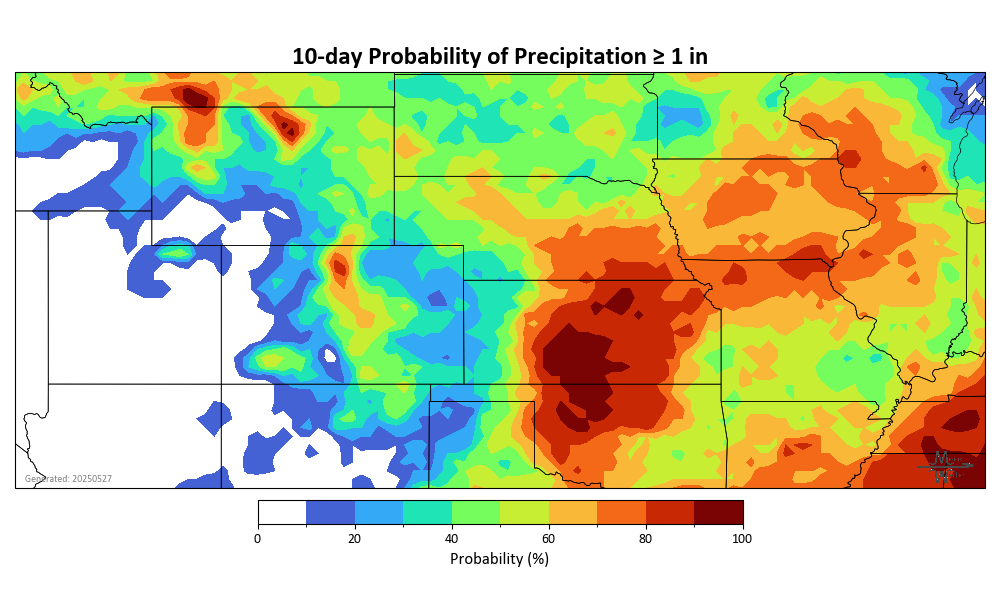 10-day Probability of Precipitation ≥ 1 in
Generated: 20250527
0 20 40 60 80 100
Probability (%)